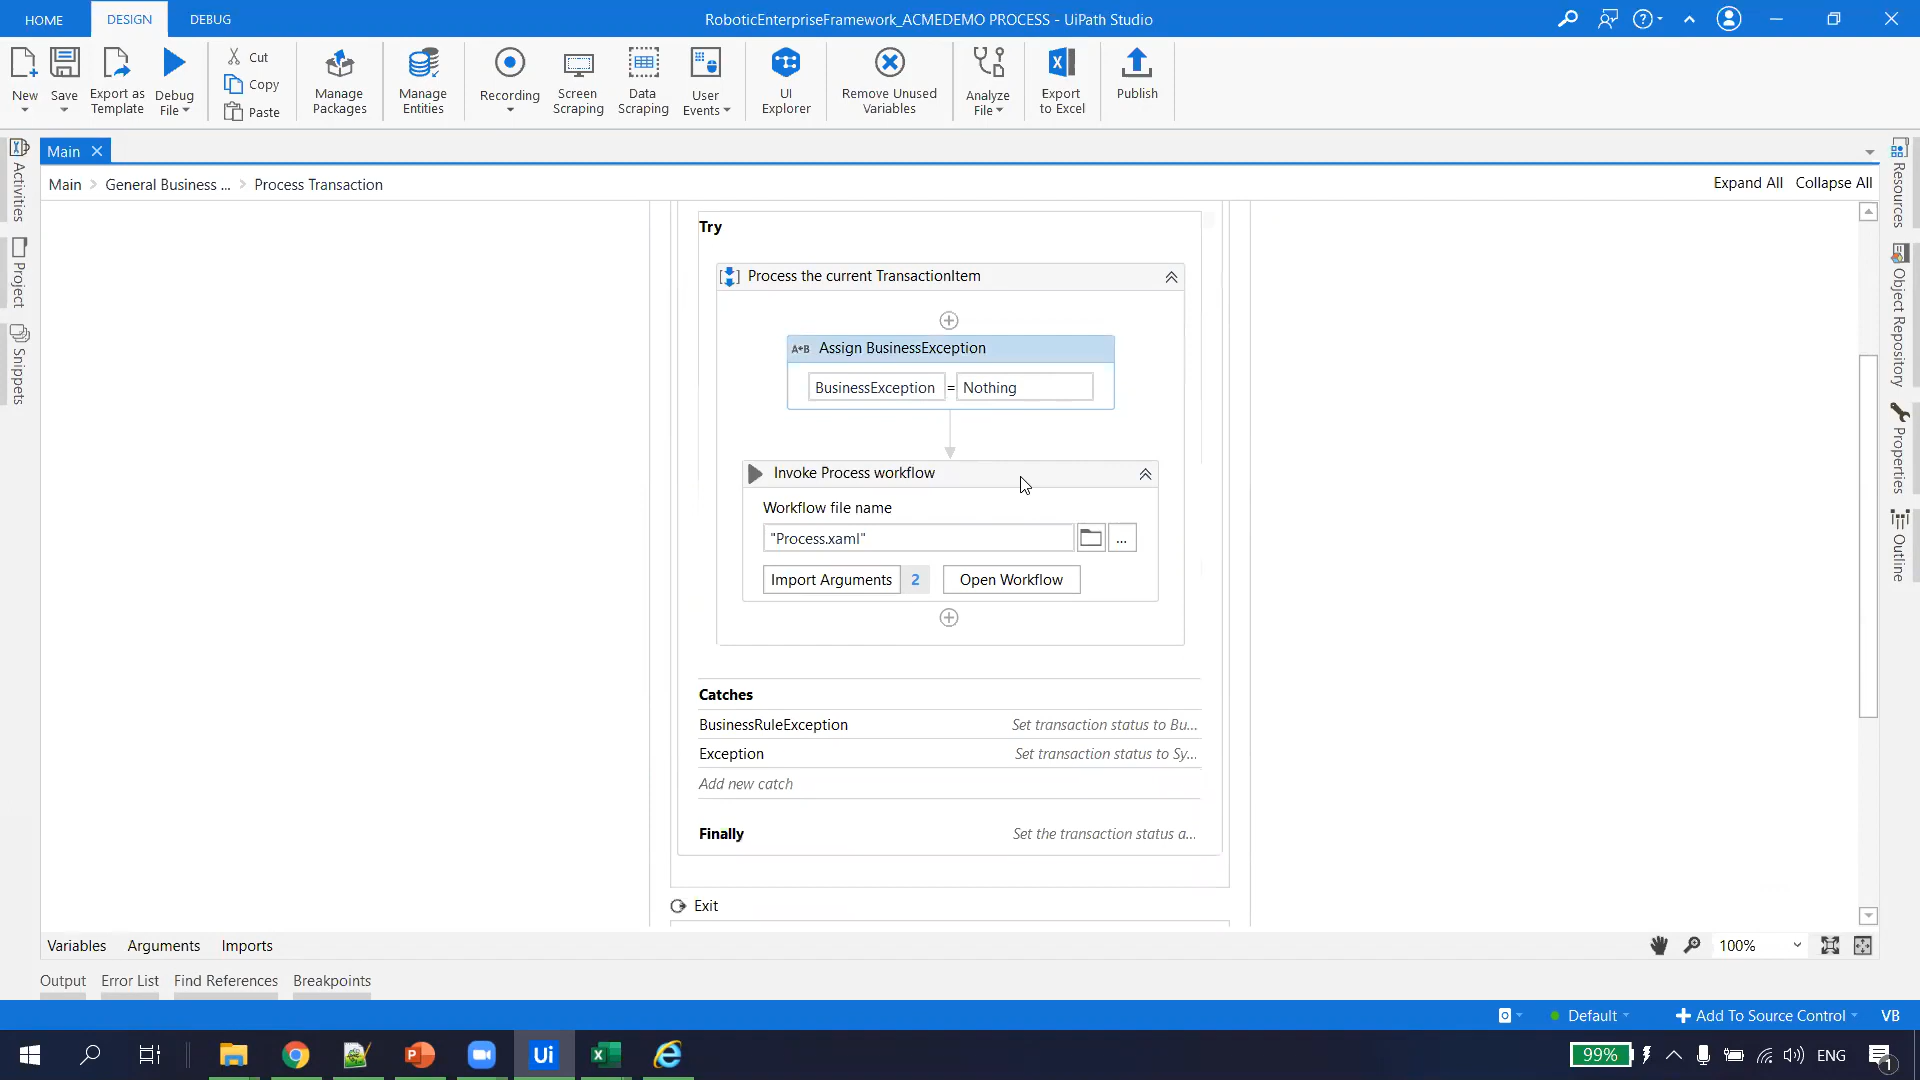 HOME DESIGN DEBUG RoboticEnterpriseFramework_ACMEDEMO PROCESS - UiPath Studio
New
Save
Export as
Template
Debug
File
Cut
Copy
Paste
Manage
Packages
Manage
Entities
Recording
Screen
Scraping
Data
Scraping
User
Events
UI
Explorer
Remove Unused
Variables
Analyze
File
Export
to Excel
Publish
Activities
Project
Snippets
Main
Main > General Business ... > Process Transaction
Expand All Collapse All
Try
Process the current TransactionItem
A+B Assign BusinessException
BusinessException = Nothing
Invoke Process workflow
Workflow file name
"Process.xaml"
...
Import Arguments 2 Open Workflow
Catches
BusinessRuleException Set transaction status to Bu...
Exception Set transaction status to Sy...
Add new catch
Finally Set the transaction status a...
Exit
Resources
Object Repository
Properties
Outline
Variables Arguments Imports
100%
Output Error List Find References Breakpoints
Default Add To Source Control VB
Ui
99% ENG 1